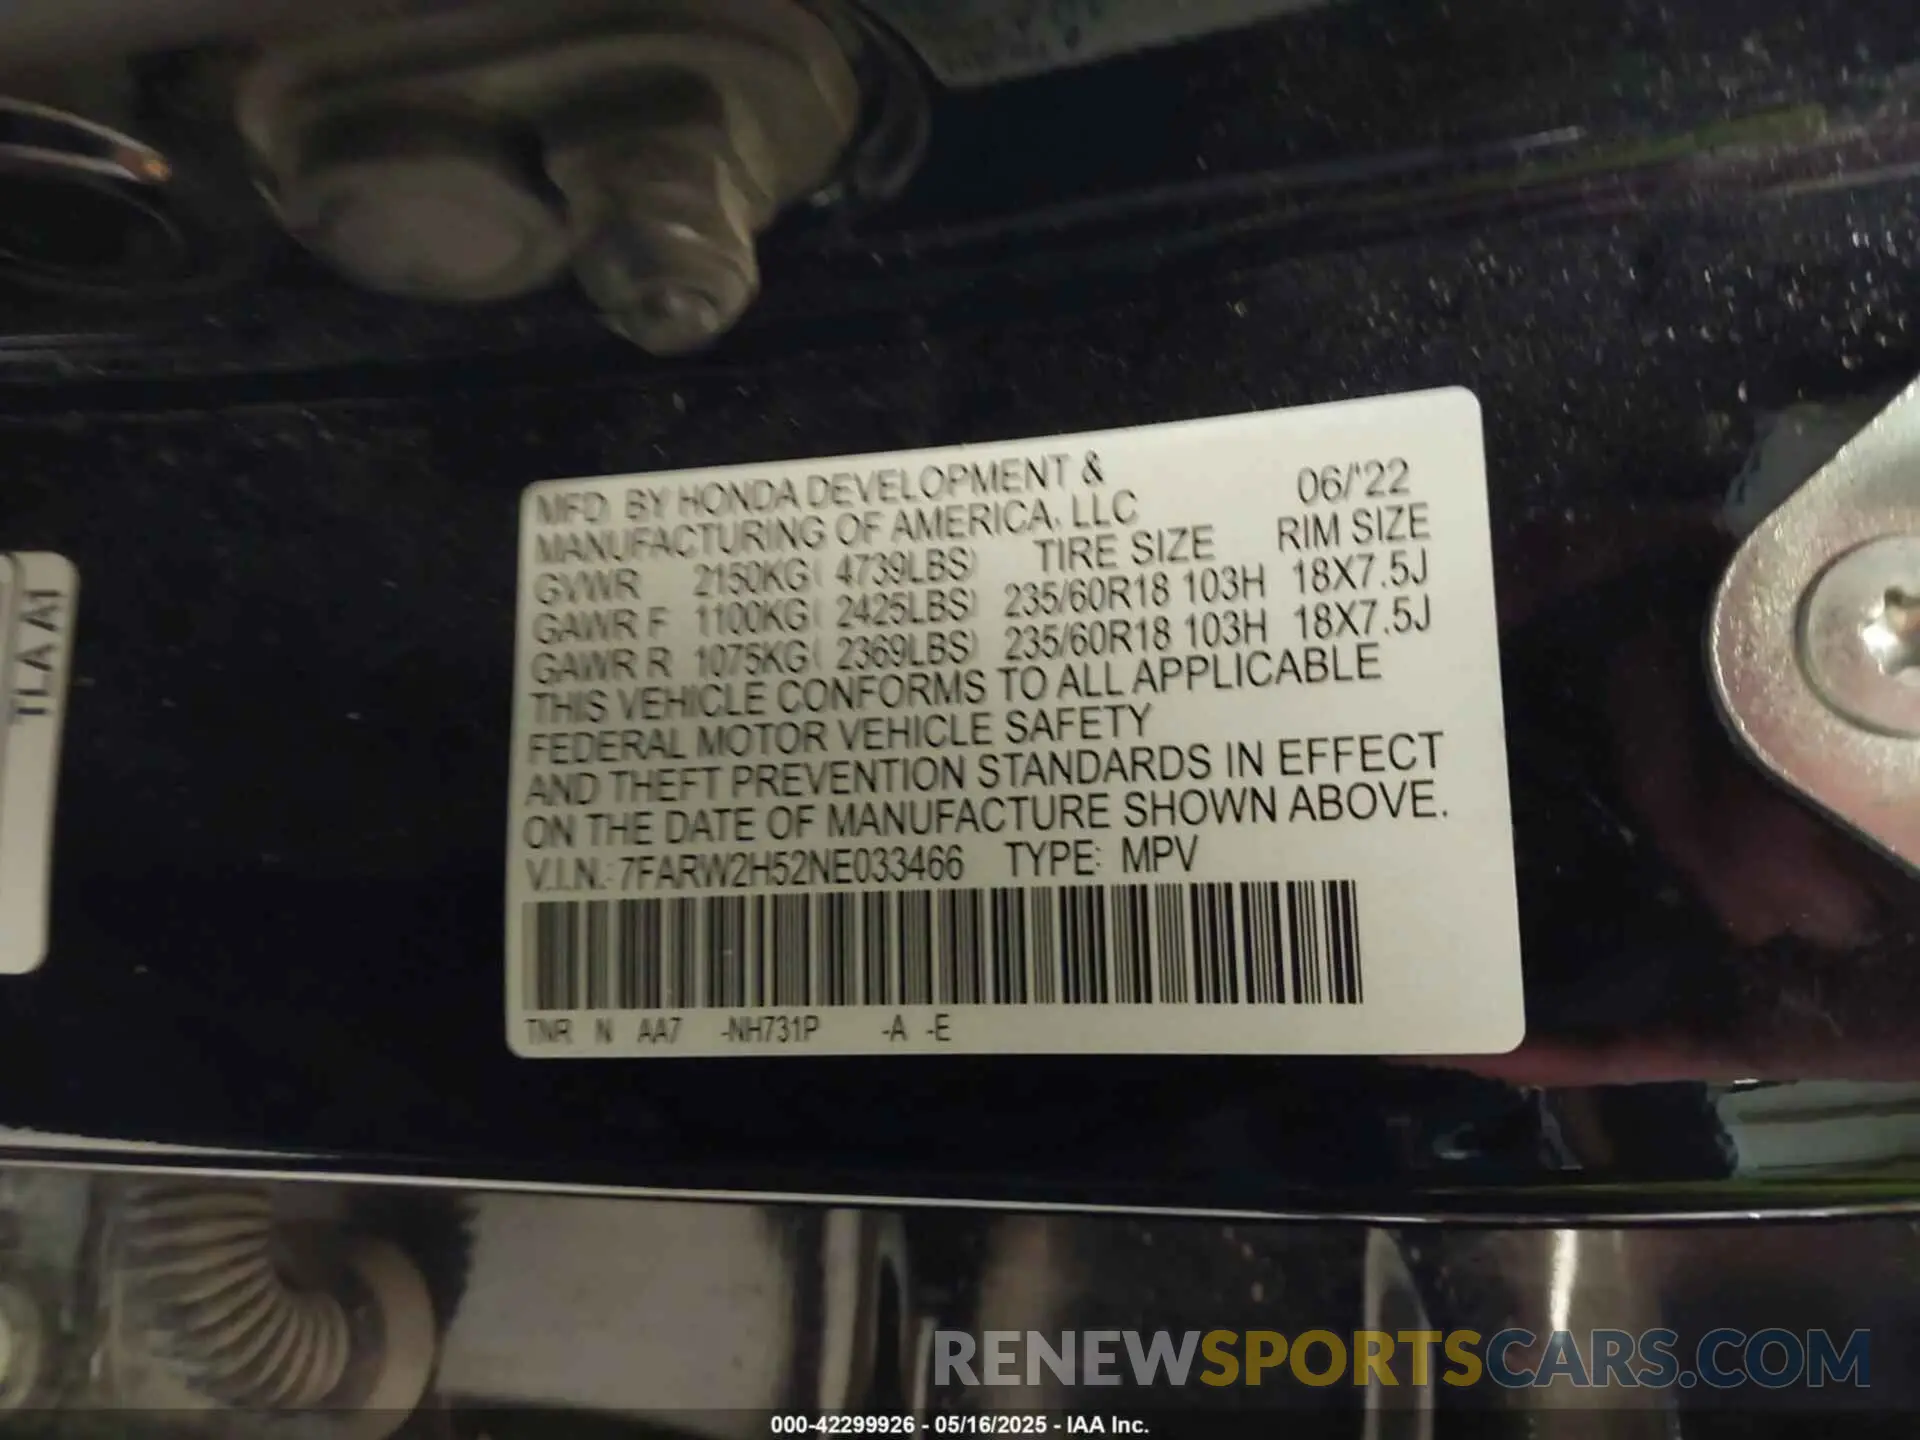 MFD. BY HONDA DEVELOPMENT & 06/'22
MANUFACTURING OF AMERICA, LLC
TIRE SIZE RIM SIZE
GVWR 2150KG( 4739LBS)
GAWR F 1100KG( 2425LBS) 235/60R18 103H 18X7.5J
GAWR R 1075KG( 2369LBS) 235/60R18 103H 18X7.5J
THIS VEHICLE CONFORMS TO ALL APPLICABLE
FEDERAL MOTOR VEHICLE SAFETY
AND THEFT PREVENTION STANDARDS IN EFFECT
ON THE DATE OF MANUFACTURE SHOWN ABOVE.
V.I.N.: 7FARW2H52NE033466 TYPE: MPV
TNR N AA7 -NH731P -A -E
TLA A1
RENEWSPORTSCARS.COM
000-42299926 - 05/16/2025 - IAA Inc.